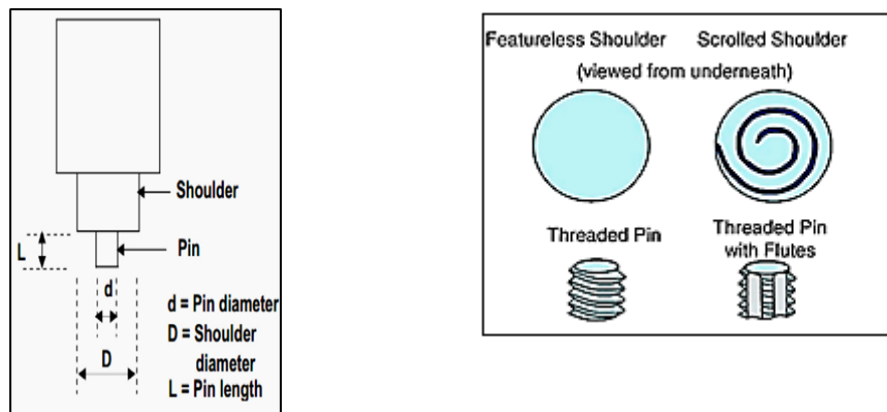 Shoulder
L
Pin
d
d = Pin diameter
D = Shoulder
diameter
D
L = Pin length
Featureless Shoulder
Scrolled Shoulder
(viewed from underneath)
Threaded Pin
Threaded Pin
with Flutes